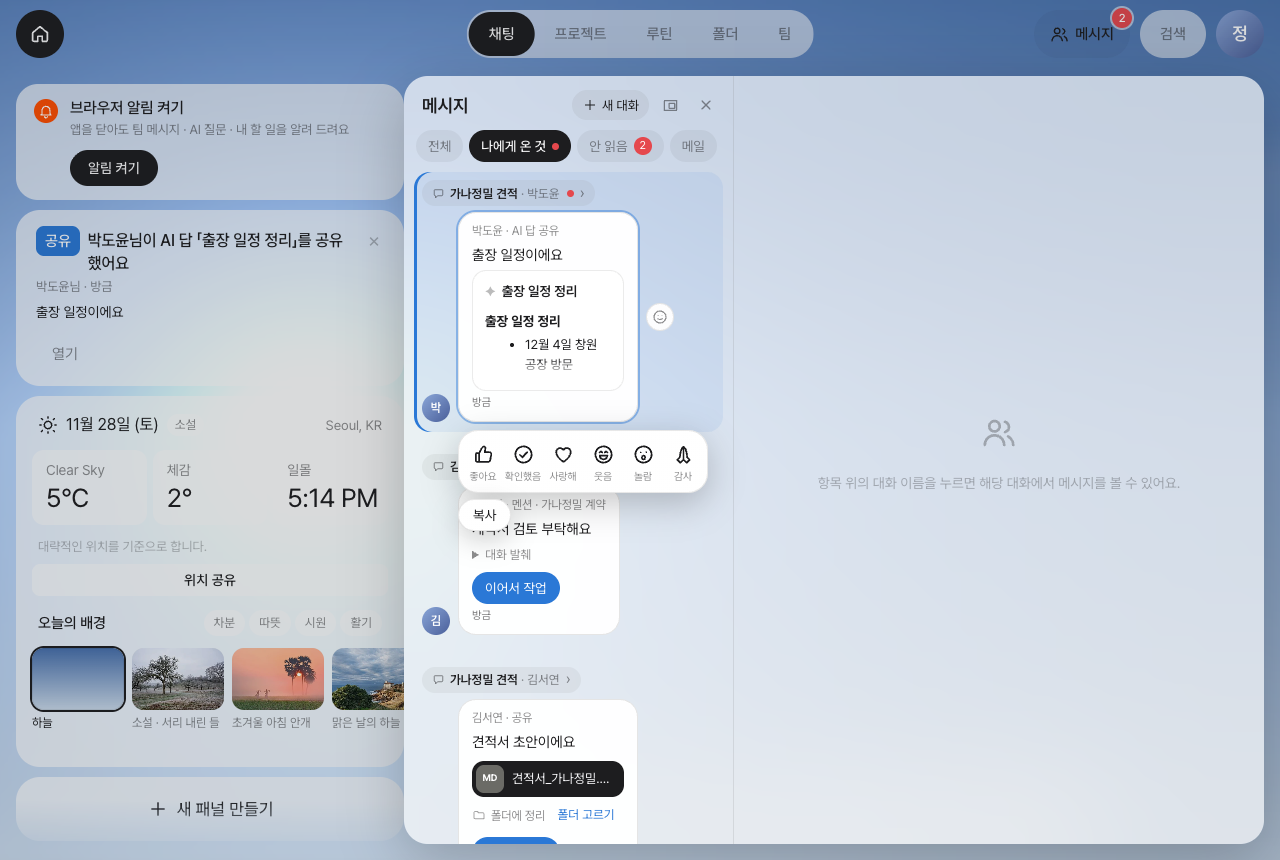 채팅
프로젝트
루틴
폴더
팀
메시지
2
검색
정
브라우저 알림 켜기
앱을 닫아도 팀 메시지 · AI 질문 · 내 할 일을 알려 드려요
알림 켜기
공유
박도윤님이 AI 답 「출장 일정 정리」를 공유
했어요
박도윤님 · 방금
출장 일정이에요
열기
11월 28일 (토)
소설
Seoul, KR
Clear Sky
5°C
체감
2°
일몰
5:14 PM
대략적인 위치를 기준으로 합니다.
위치 공유
오늘의 배경
차분
따뜻
시원
활기
하늘
소설 · 서리 내린 들
초겨울 아침 안개
맑은 날의 하늘
새 패널 만들기
메시지
새 대화
전체
나에게 온 것
안 읽음 2
메일
가나정밀 견적 · 박도윤
박도윤 · AI 답 공유
출장 일정이에요
출장 일정 정리
출장 일정 정리
• 12월 4일 창원
공장 방문
방금
박
좋아요
확인했음
사랑해
웃음
놀람
감사
복사
멘션 · 가나정밀 계약
검토 부탁해요
대화 발췌
이어서 작업
방금
김
가나정밀 견적 · 김서연
김서연 · 공유
견적서 초안이에요
MD
견적서_가나정밀....
폴더에 정리
폴더 고르기
항목 위의 대화 이름을 누르면 해당 대화에서 메시지를 볼 수 있어요.